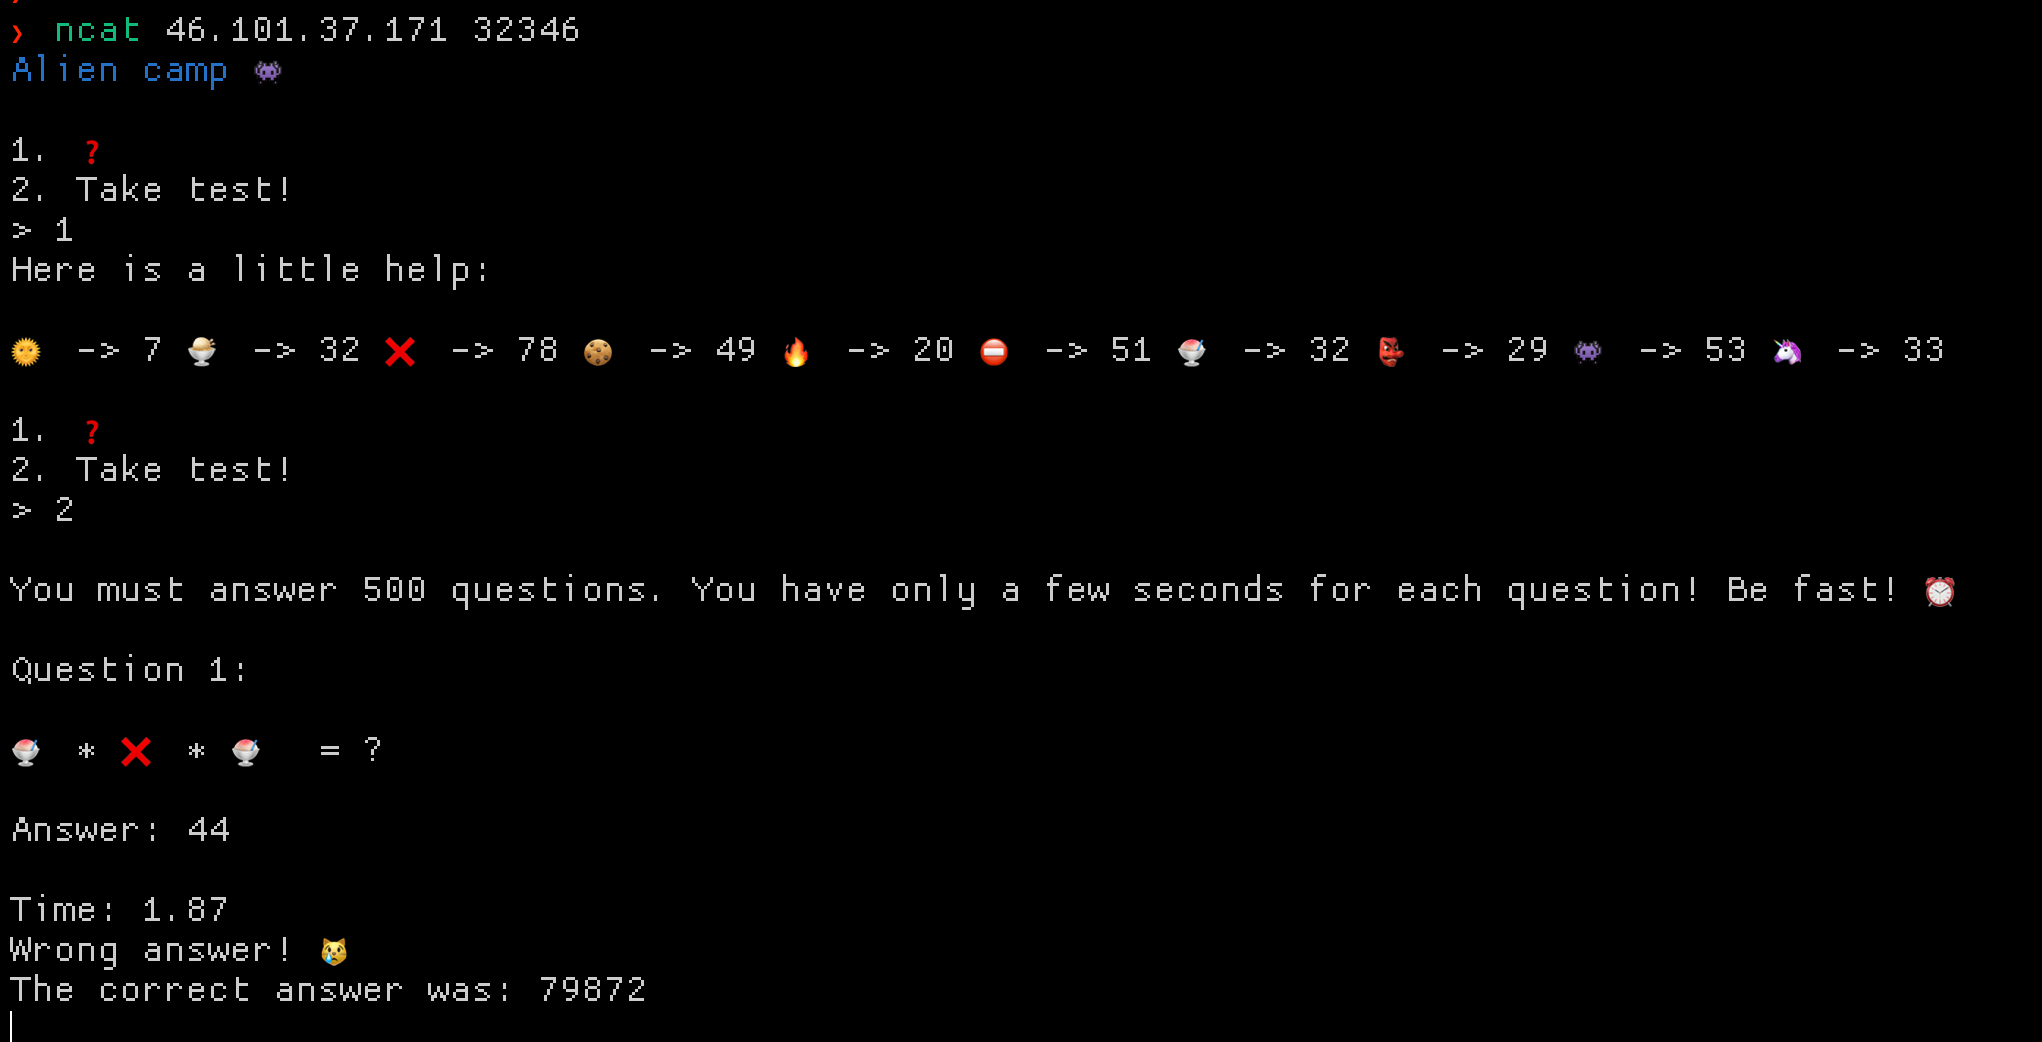 ❯ ncat 46.101.37.171 32346
Alien camp 👾
1. ❓
2. Take test!
> 1
Here is a little help:
🌞 -> 7 🍨 -> 32 ❌ -> 78 🍪 -> 49 🔥 -> 20 ⛔ -> 51 🍧 -> 32 👺 -> 29 👾 -> 53 🦄 -> 33
1. ❓
2. Take test!
> 2
You must answer 500 questions. You have only a few seconds for each question! Be fast! ⏰
Question 1:
🍧 * ❌ * 🍧 = ?
Answer: 44
Time: 1.87
Wrong answer! 😿
The correct answer was: 79872